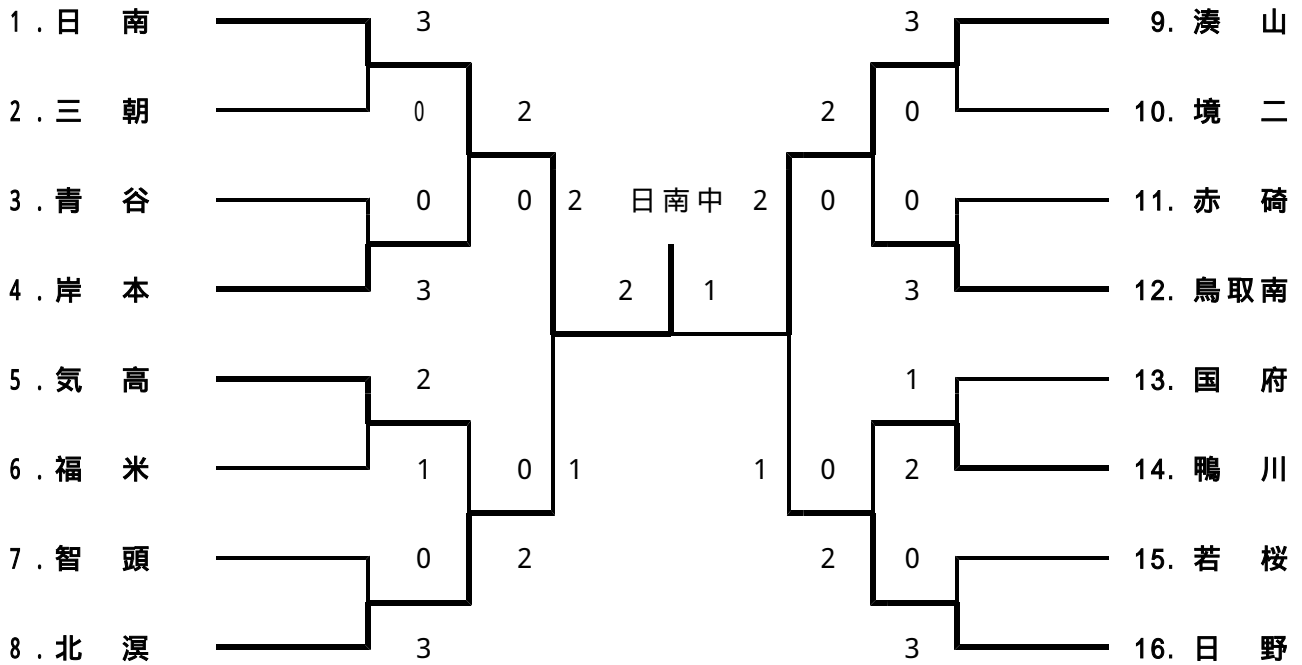 1．日　南 3 3 9. 湊　山
2．三　朝 0 2 2 0 10. 境　二
3．青　谷 0 0 2 日南中 2 0 0 11. 赤　碕
4．岸　本 3 2 1 3 12. 鳥取南
5．気　高 2 1 13. 国　府
6．福　米 1 0 1 1 0 2 14. 鴨　川
7．智　頭 0 2 2 0 15. 若　桜
8．北　溟 3 3 16. 日　野